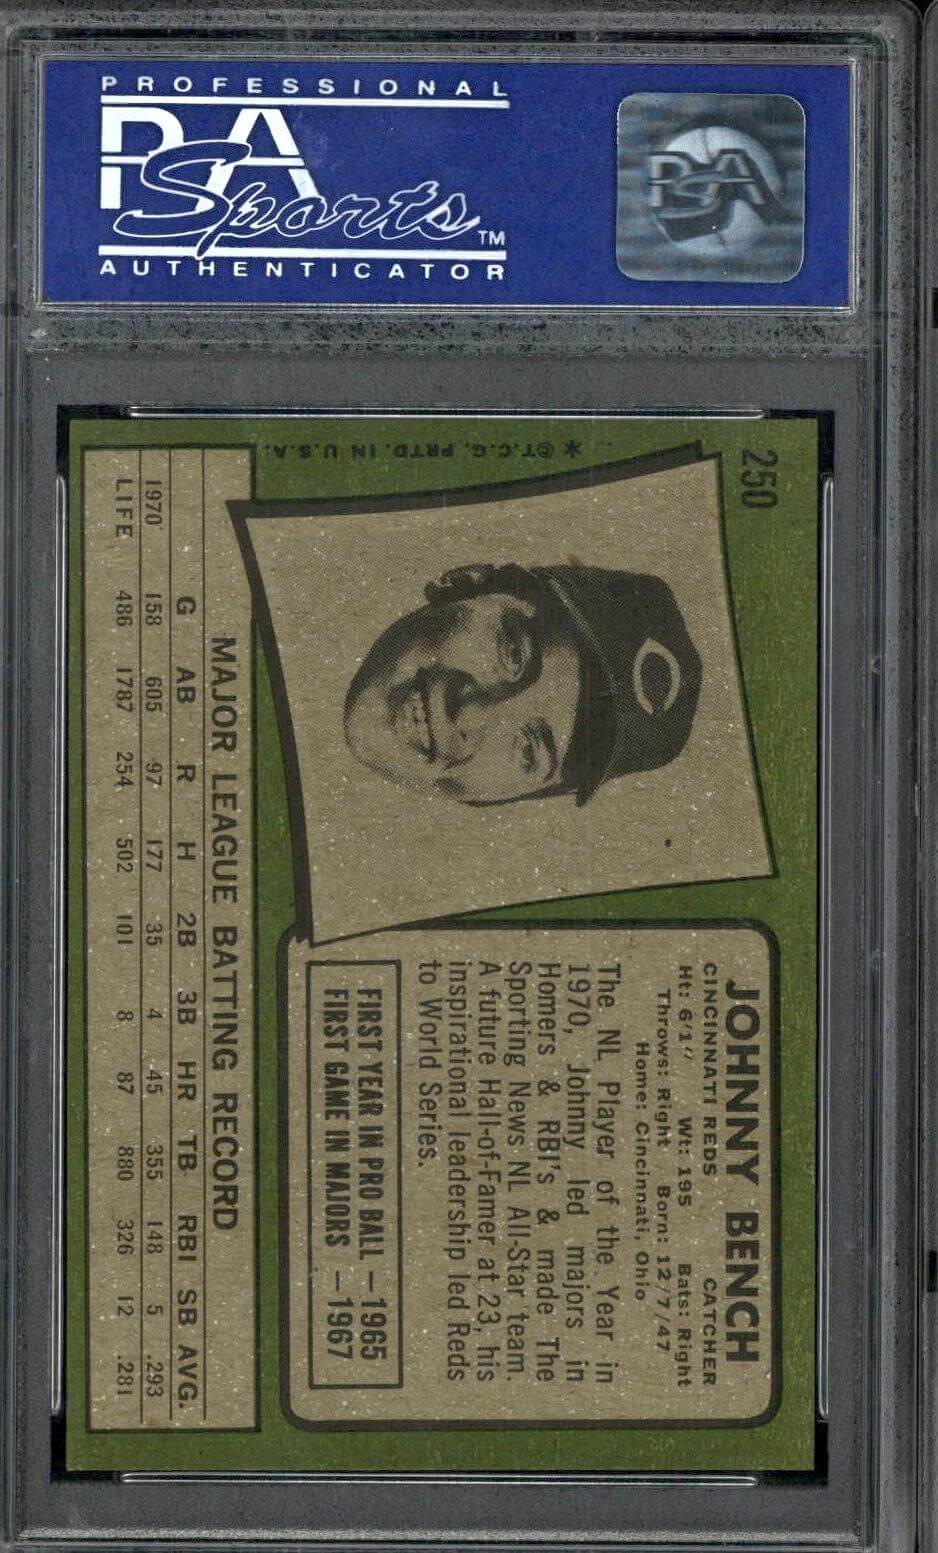 PROFESSIONAL
PSA
Sports™
AUTHENTICATOR
PSA
250
* ©T.C.G. PRTD. IN U.S.A.
JOHNNY BENCH
CINCINNATI REDS CATCHER
Ht: 6'1" Wt: 195 Bats: Right
Throws: Right Born: 12/7/47
Home: Cincinnati, Ohio
The NL Player of the Year in
1970, Johnny led majors in
Homers & RBI's & made The
Sporting News NL All-Star team.
A future Hall-of-Famer at 23, his
inspirational leadership led Reds
to World Series.
FIRST YEAR IN PRO BALL —1965
FIRST GAME IN MAJORS —1967
MAJOR LEAGUE BATTING RECORD
G AB R H 2B 3B HR TB RBI SB AVG.
1970 158 605 97 177 35 4 45 355 148 5 .293
LIFE 486 1787 254 502 101 8 87 880 326 12 .281